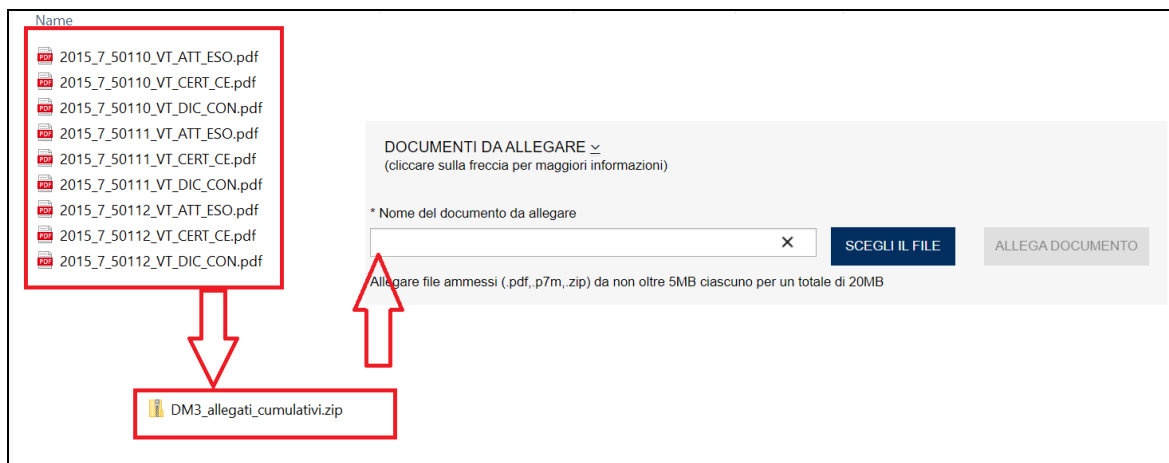 Name
2015_7_50110_VT_ATT_ESO.pdf
2015_7_50110_VT_CERT_CE.pdf
2015_7_50110_VT_DIC_CON.pdf
2015_7_50111_VT_ATT_ESO.pdf
2015_7_50111_VT_CERT_CE.pdf
2015_7_50111_VT_DIC_CON.pdf
2015_7_50112_VT_ATT_ESO.pdf
2015_7_50112_VT_CERT_CE.pdf
2015_7_50112_VT_DIC_CON.pdf
DM3_allegati_cumulativi.zip
DOCUMENTI DA ALLEGARE
(cliccare sulla freccia per maggiori informazioni)
* Nome del documento da allegare
SCEGLI IL FILE
ALLEGA DOCUMENTO
Allegare file ammessi (.pdf,.p7m,.zip) da non oltre 5MB ciascuno per un totale di 20MB